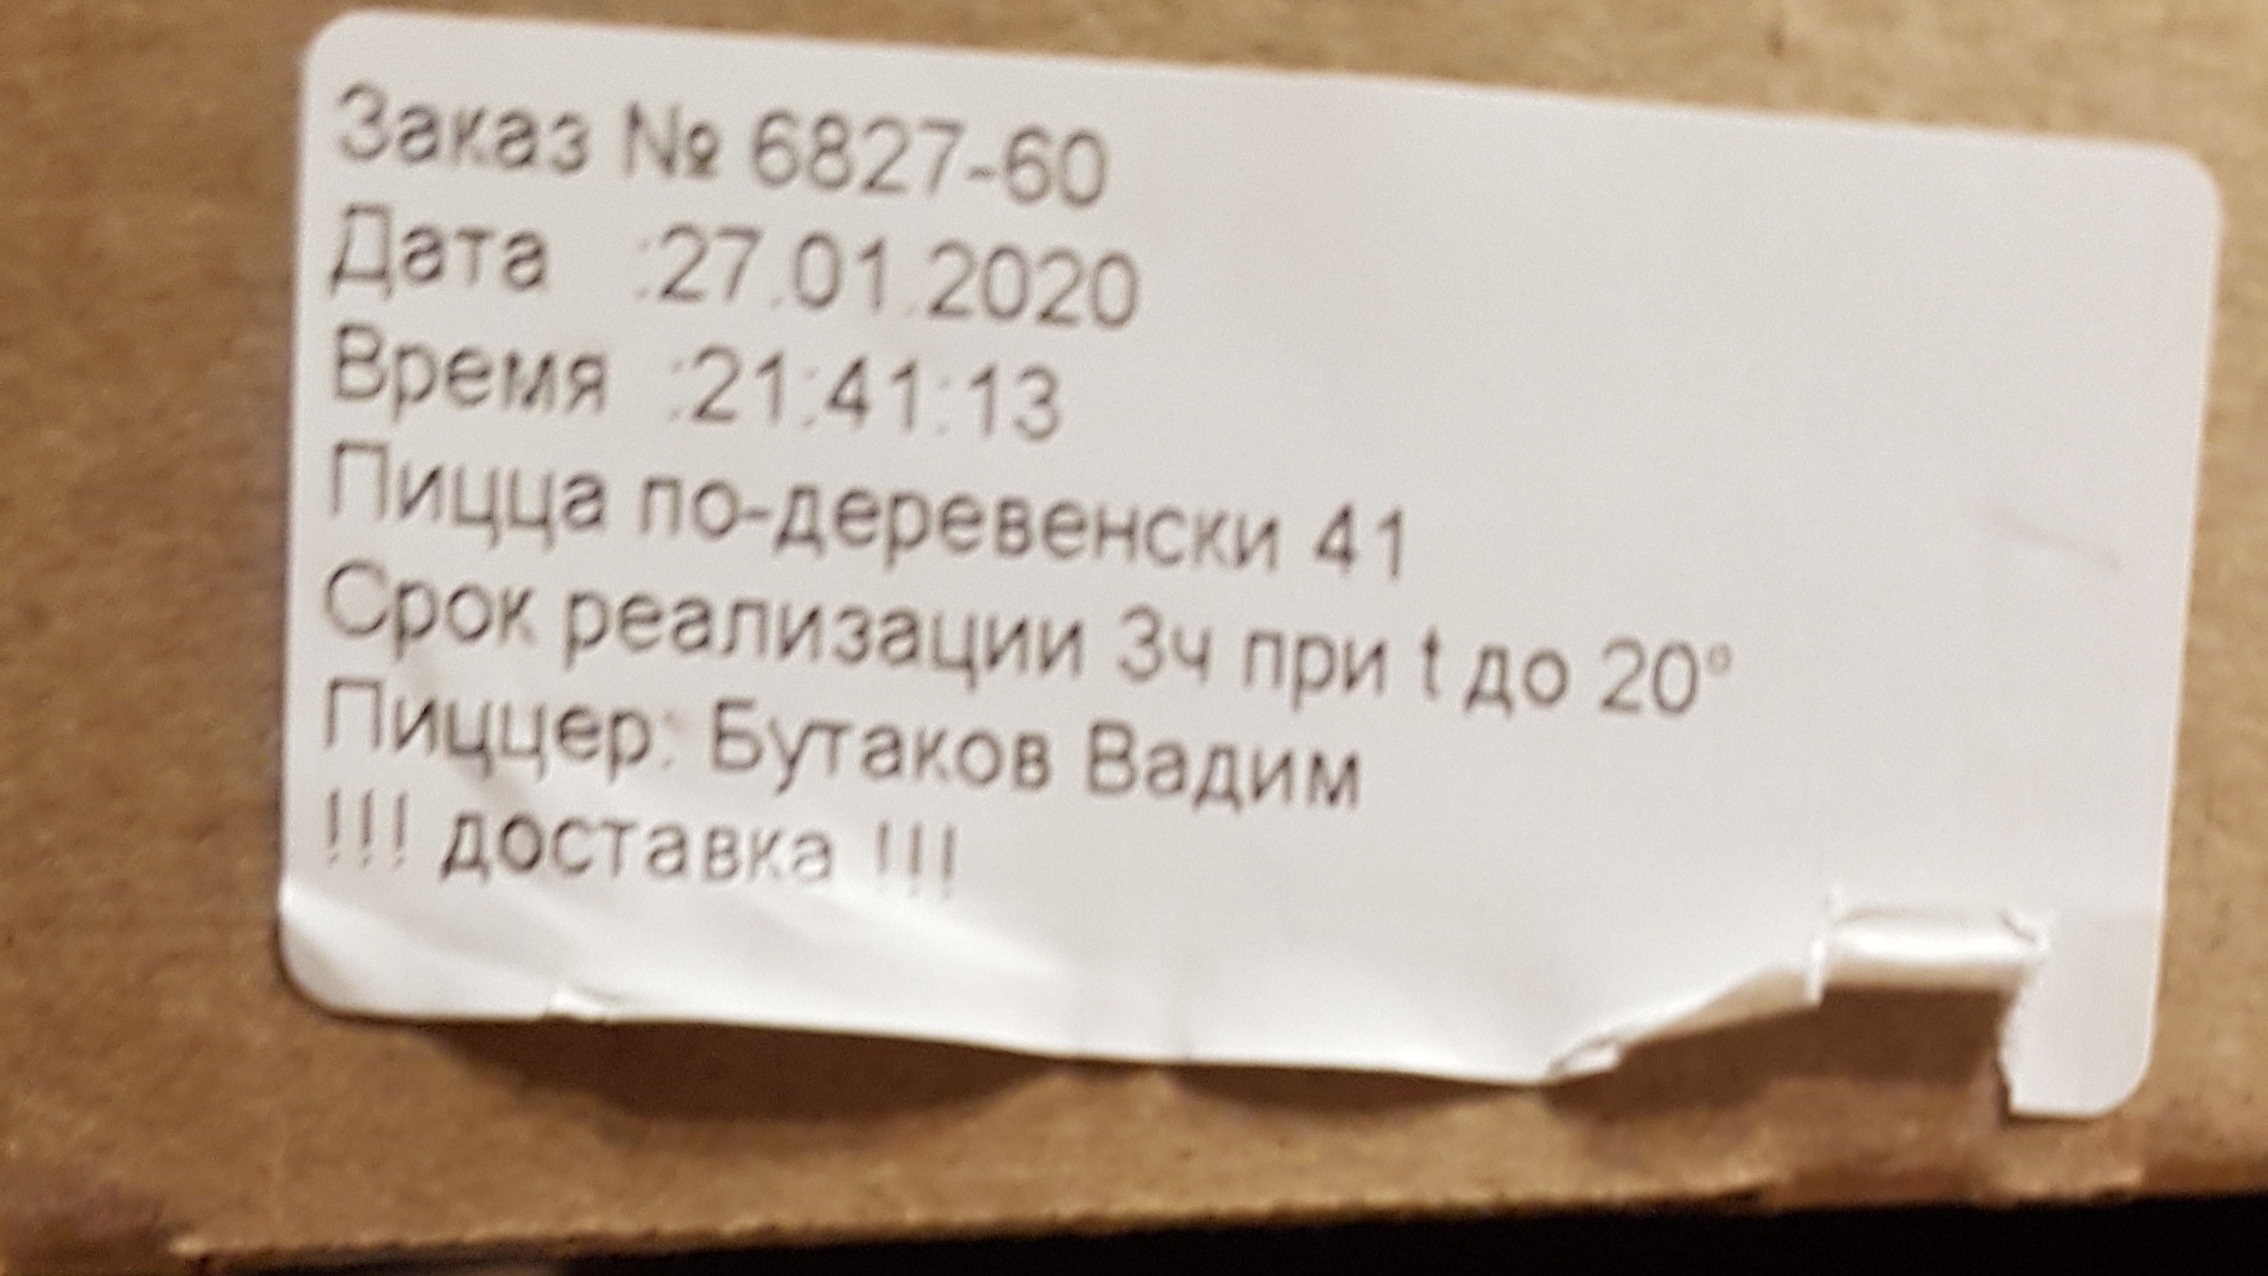 Заказ № 6827-60
Дата :27.01.2020
Время :21:41:13
Пицца по-деревенски 41
Срок реализации 3ч при t до 20°
Пиццер: Бутаков Вадим
!!! доставка !!!